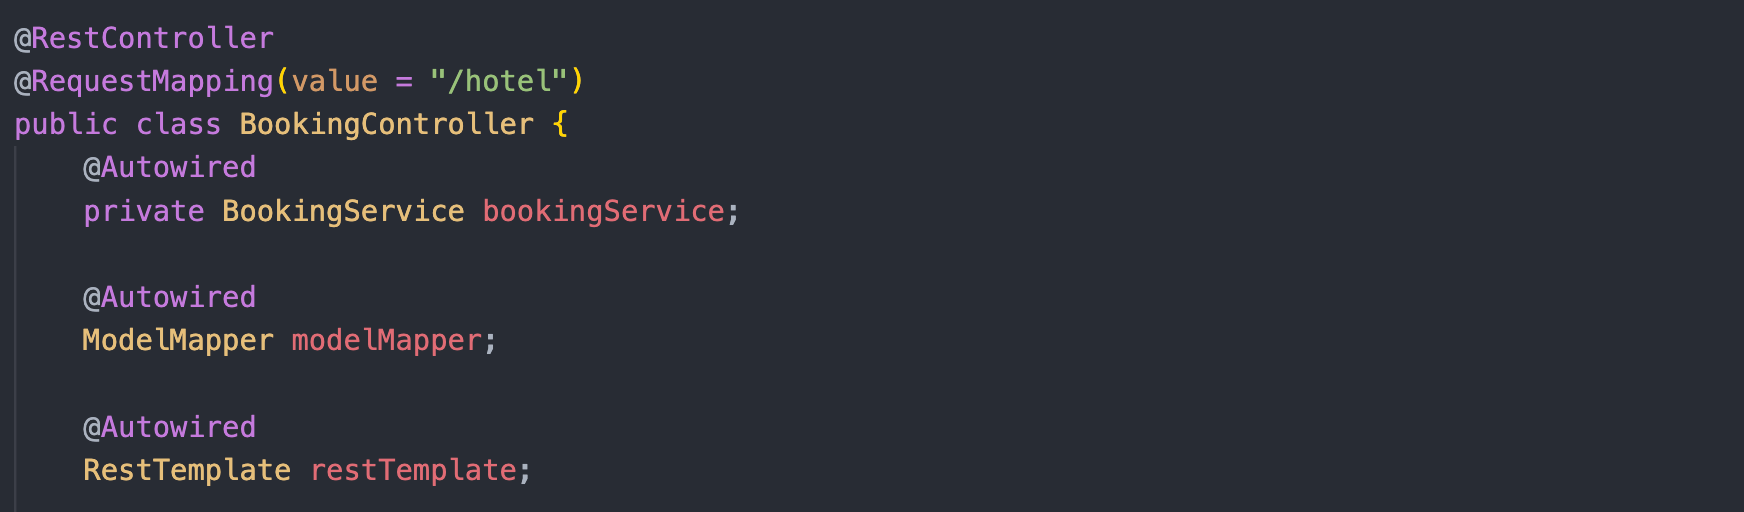 @RestController
@RequestMapping(value = "/hotel")
public class BookingController {
    @Autowired
    private BookingService bookingService;

    @Autowired
    ModelMapper modelMapper;

    @Autowired
    RestTemplate restTemplate;